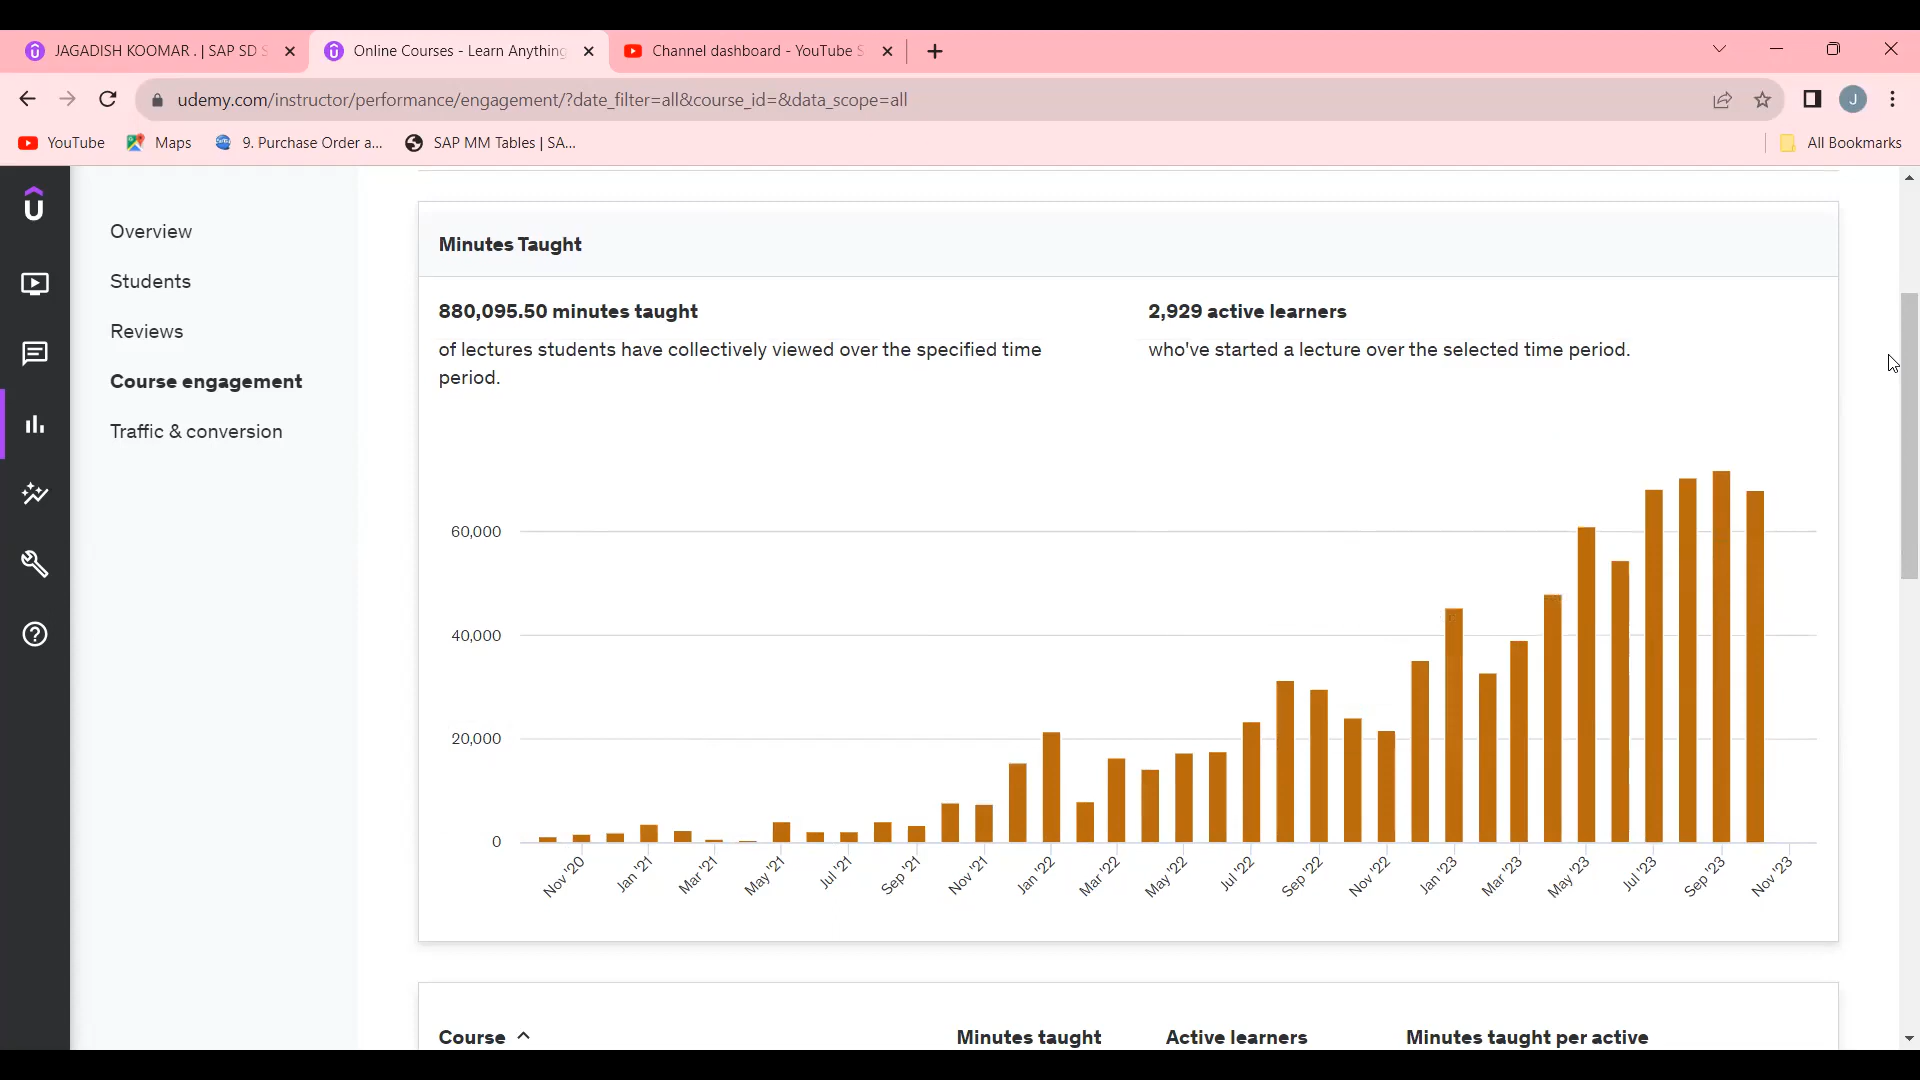 JAGADISH KOOMAR . | SAP SD S
Online Courses - Learn Anything
Channel dashboard - YouTube S
udemy.com/instructor/performance/engagement/?date_filter=all&course_id=&data_scope=all
J
YouTube
Maps
9. Purchase Order a...
SAP MM Tables | SA...
All Bookmarks
Overview
Students
Reviews
Course engagement
Traffic & conversion
Minutes Taught
880,095.50 minutes taught
of lectures students have collectively viewed over the specified time
period.
2,929 active learners
who've started a lecture over the selected time period.
60,000
40,000
20,000
0
Nov '20
Jan '21
Mar '21
May '21
Jul '21
Sep '21
Nov '21
Jan '22
Mar '22
May '22
Jul '22
Sep '22
Nov '22
Jan '23
Mar '23
May '23
Jul '23
Sep '23
Nov '23
Course
Minutes taught
Active learners
Minutes taught per active